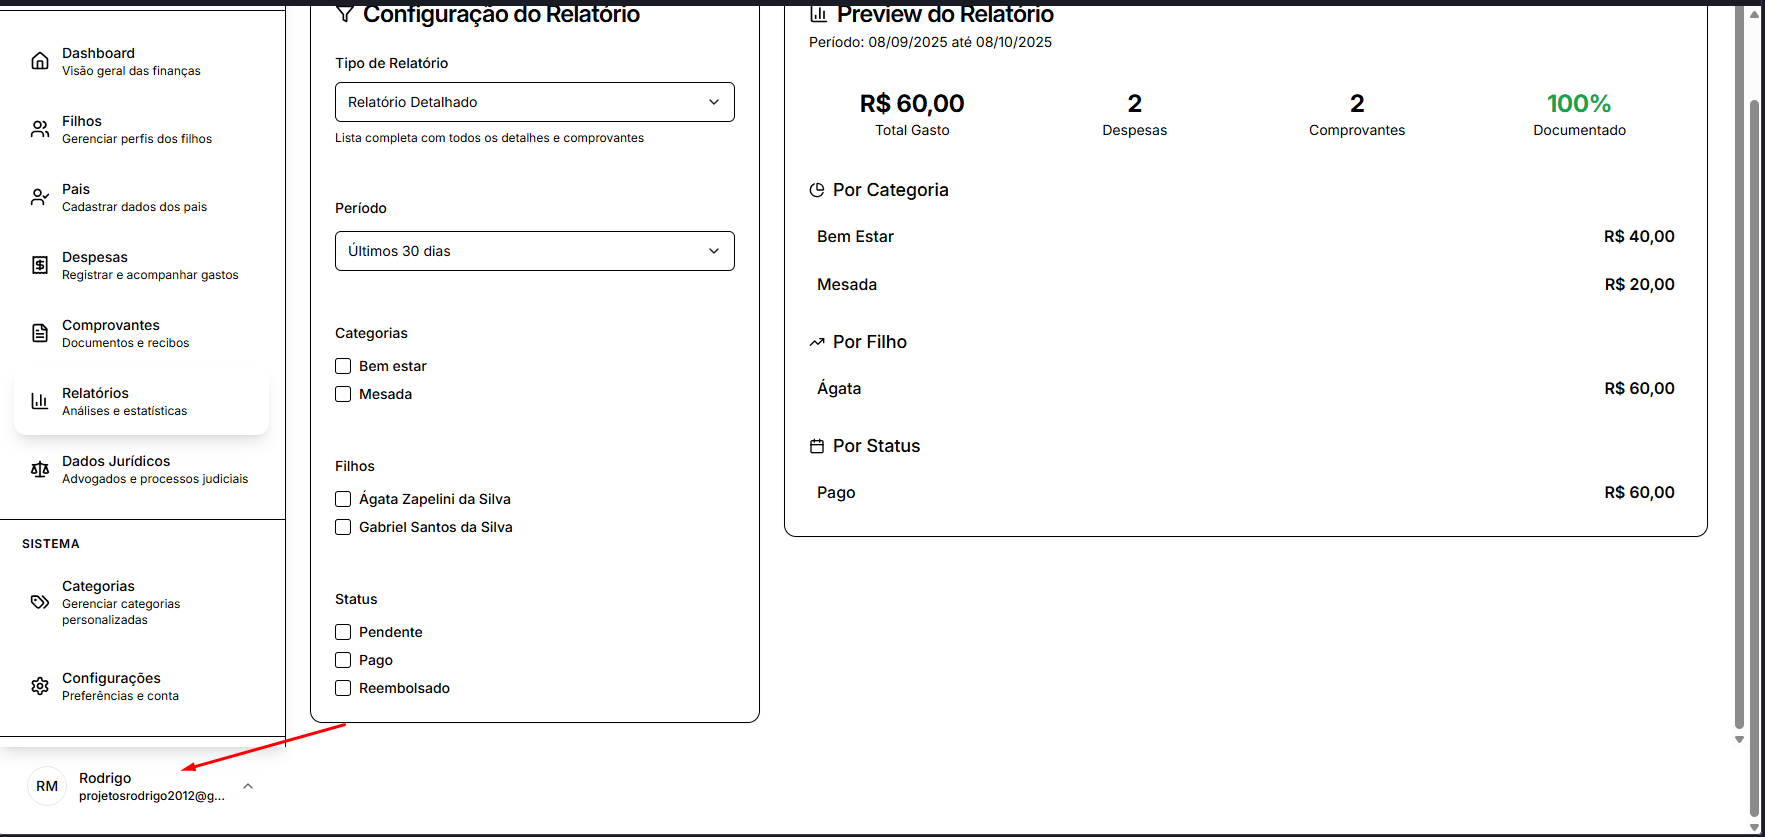 Dashboard
Visão geral das finanças
Filhos
Gerenciar perfis dos filhos
Pais
Cadastrar dados dos pais
Despesas
Registrar e acompanhar gastos
Comprovantes
Documentos e recibos
Relatórios
Análises e estatísticas
Dados Jurídicos
Advogados e processos judiciais
SISTEMA
Categorias
Gerenciar categorias
personalizadas
Configurações
Preferências e conta
RM
Rodrigo
projetosrodrigo2012@g...
Configuração do Relatório
Tipo de Relatório
Relatório Detalhado
Lista completa com todos os detalhes e comprovantes
Período
Últimos 30 dias
Categorias
Bem estar
Mesada
Filhos
Ágata Zapelini da Silva
Gabriel Santos da Silva
Status
Pendente
Pago
Reembolsado
Preview do Relatório
Período: 08/09/2025 até 08/10/2025
R$ 60,00
Total Gasto
2
Despesas
2
Comprovantes
100%
Documentado
Por Categoria
Bem Estar R$ 40,00
Mesada R$ 20,00
Por Filho
Ágata R$ 60,00
Por Status
Pago R$ 60,00